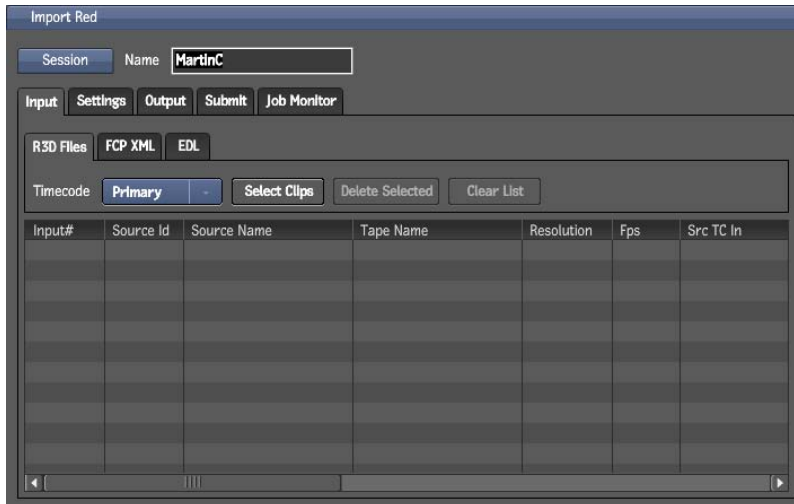 Import Red
Session Name MartinC
Input Settings Output Submit Job Monitor
R3D Files FCP XML EDL
Timecode Primary - Select Clips Delete Selected Clear List
Input# Source Id Source Name Tape Name Resolution Fps Src TC In